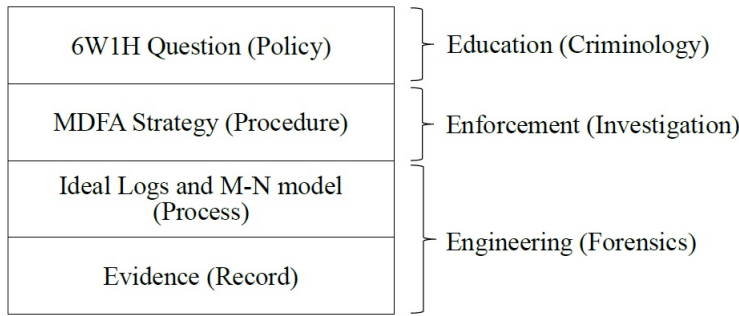 6W1H Question (Policy)
Education (Criminology)
MDFA Strategy (Procedure)
Enforcement (Investigation)
Ideal Logs and M-N model
(Process)
Engineering (Forensics)
Evidence (Record)